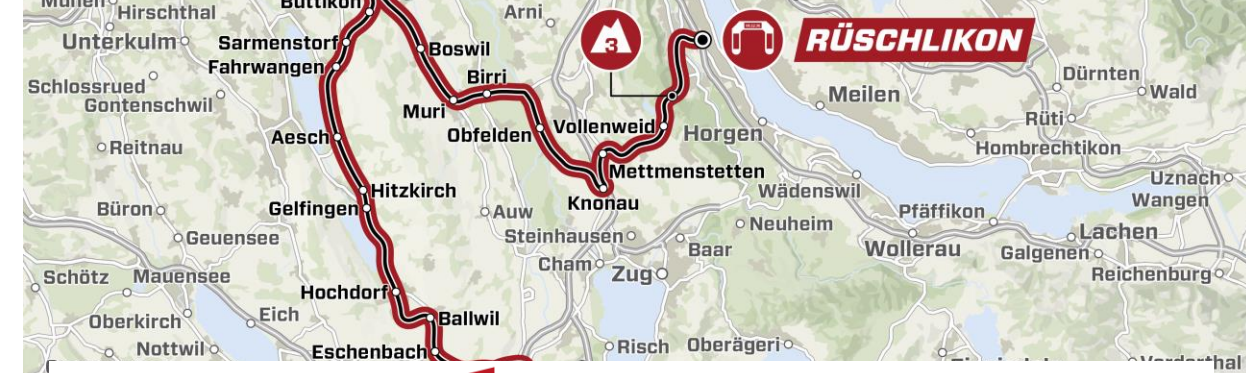 Hirschthal
Büttikon
Arni
3
RÜSCHLIKON
Unterkulm
Sarmenstorf
Boswil
Fahrwangen
Birri
Dürnten
Schlossrued
Meilen
Wald
Gontenschwil
Muri
Rüti
Obfelden
Vollenweid
Horgen
Aesch
Reitnau
Hombrechtikon
Mettmenstetten
Uznach
Hitzkirch
Wädenswil
Wangen
Büron
Gelfingen
Auw
Knonau
Pfäffikon
Neuheim
Lachen
Geuensee
Steinhausen
Baar
Wollerau
Galgenen
Cham
Zug
Schötz
Mauensee
Reichenburg
Hochdorf
Oberkirch
Eich
Ballwil
Nottwil
Eschenbach
Risch
Oberägeri